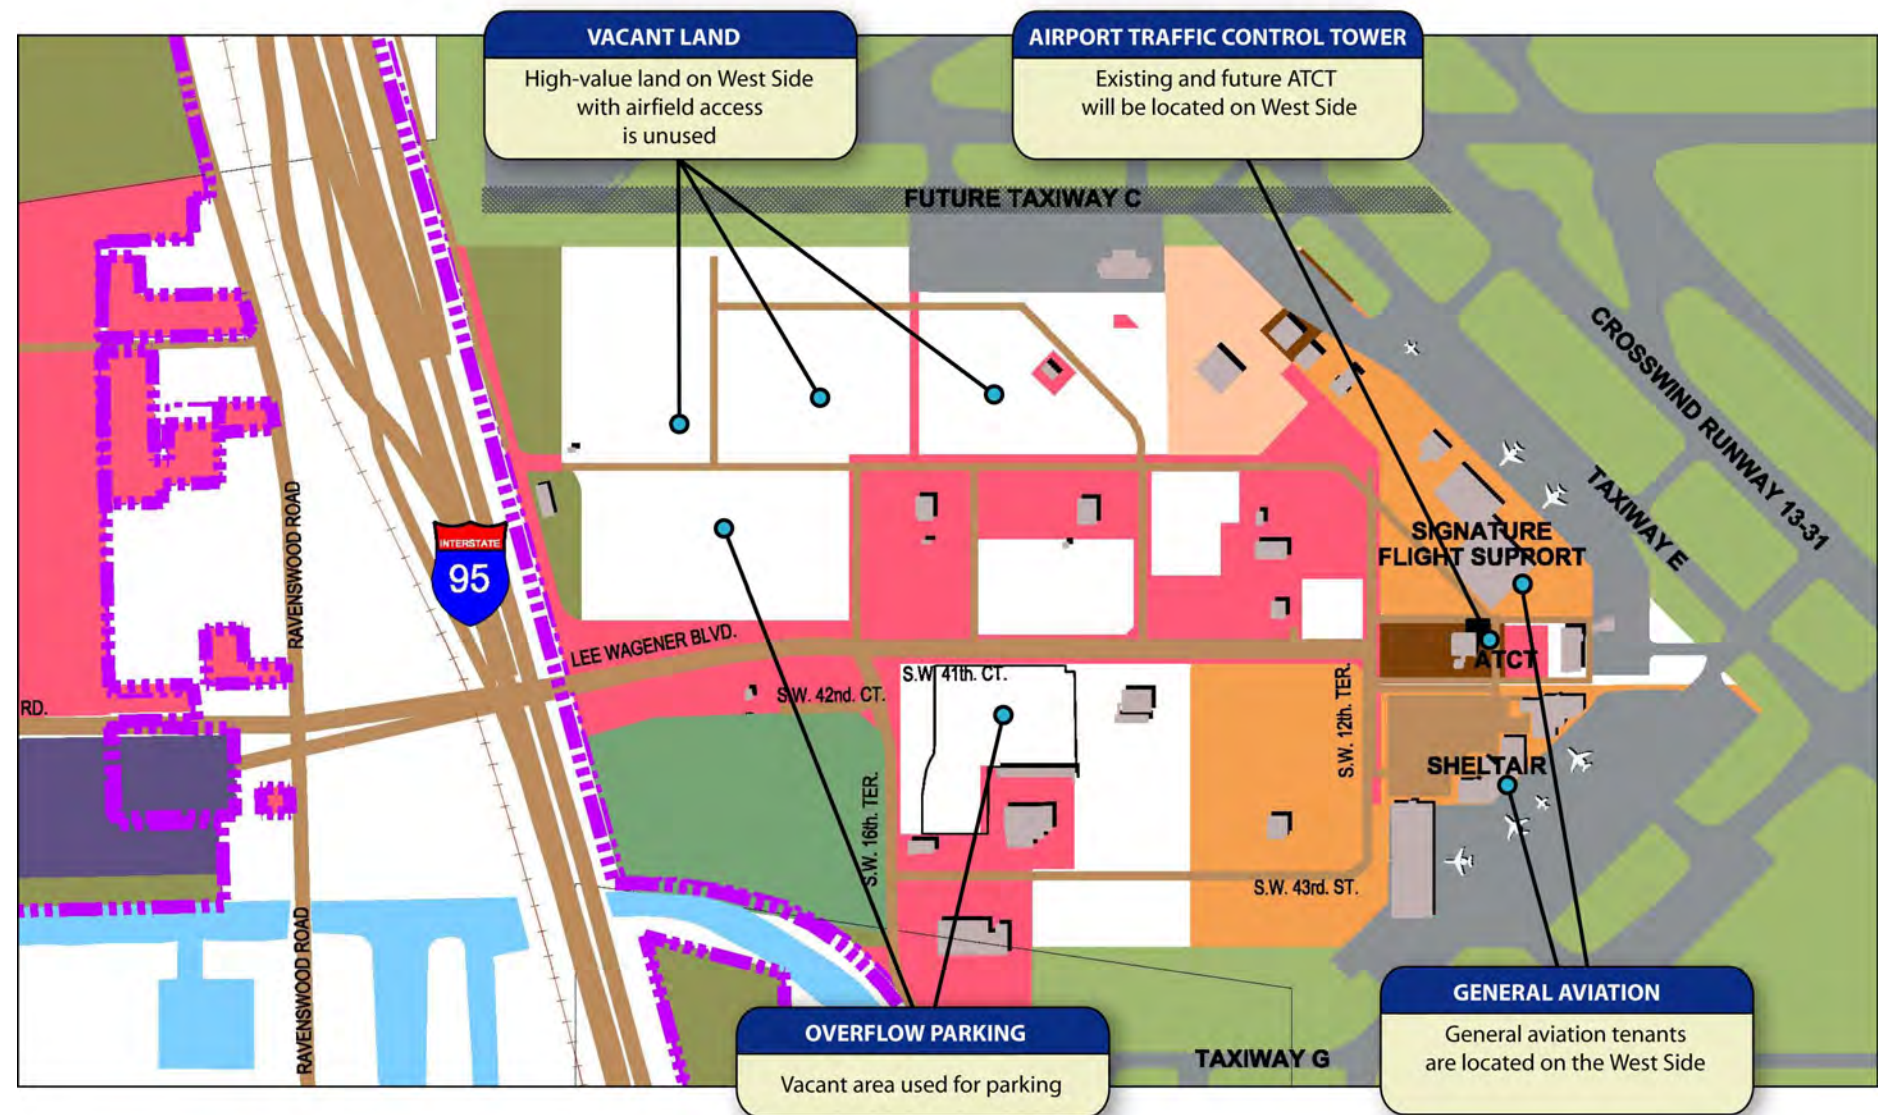 VACANT LAND
High-value land on West Side
with airfield access
is unused
AIRPORT TRAFFIC CONTROL TOWER
Existing and future ATCT
will be located on West Side
FUTURE TAXIWAY C
CROSSWIND RUNWAY 13-31
TAXIWAY E
SIGNATURE
FLIGHT SUPPORT
RAVENSWOOD ROAD
INTERSTATE
95
LEE WAGENER BLVD.
ATCT
S.W. 41th. CT.
S.W. 42nd. CT.
S.W. 12th. TER.
RD.
SHELTAIR
S.W. 16th. TER.
S.W. 43rd. ST.
RAVENSWOOD ROAD
OVERFLOW PARKING
Vacant area used for parking
TAXIWAY G
GENERAL AVIATION
General aviation tenants
are located on the West Side